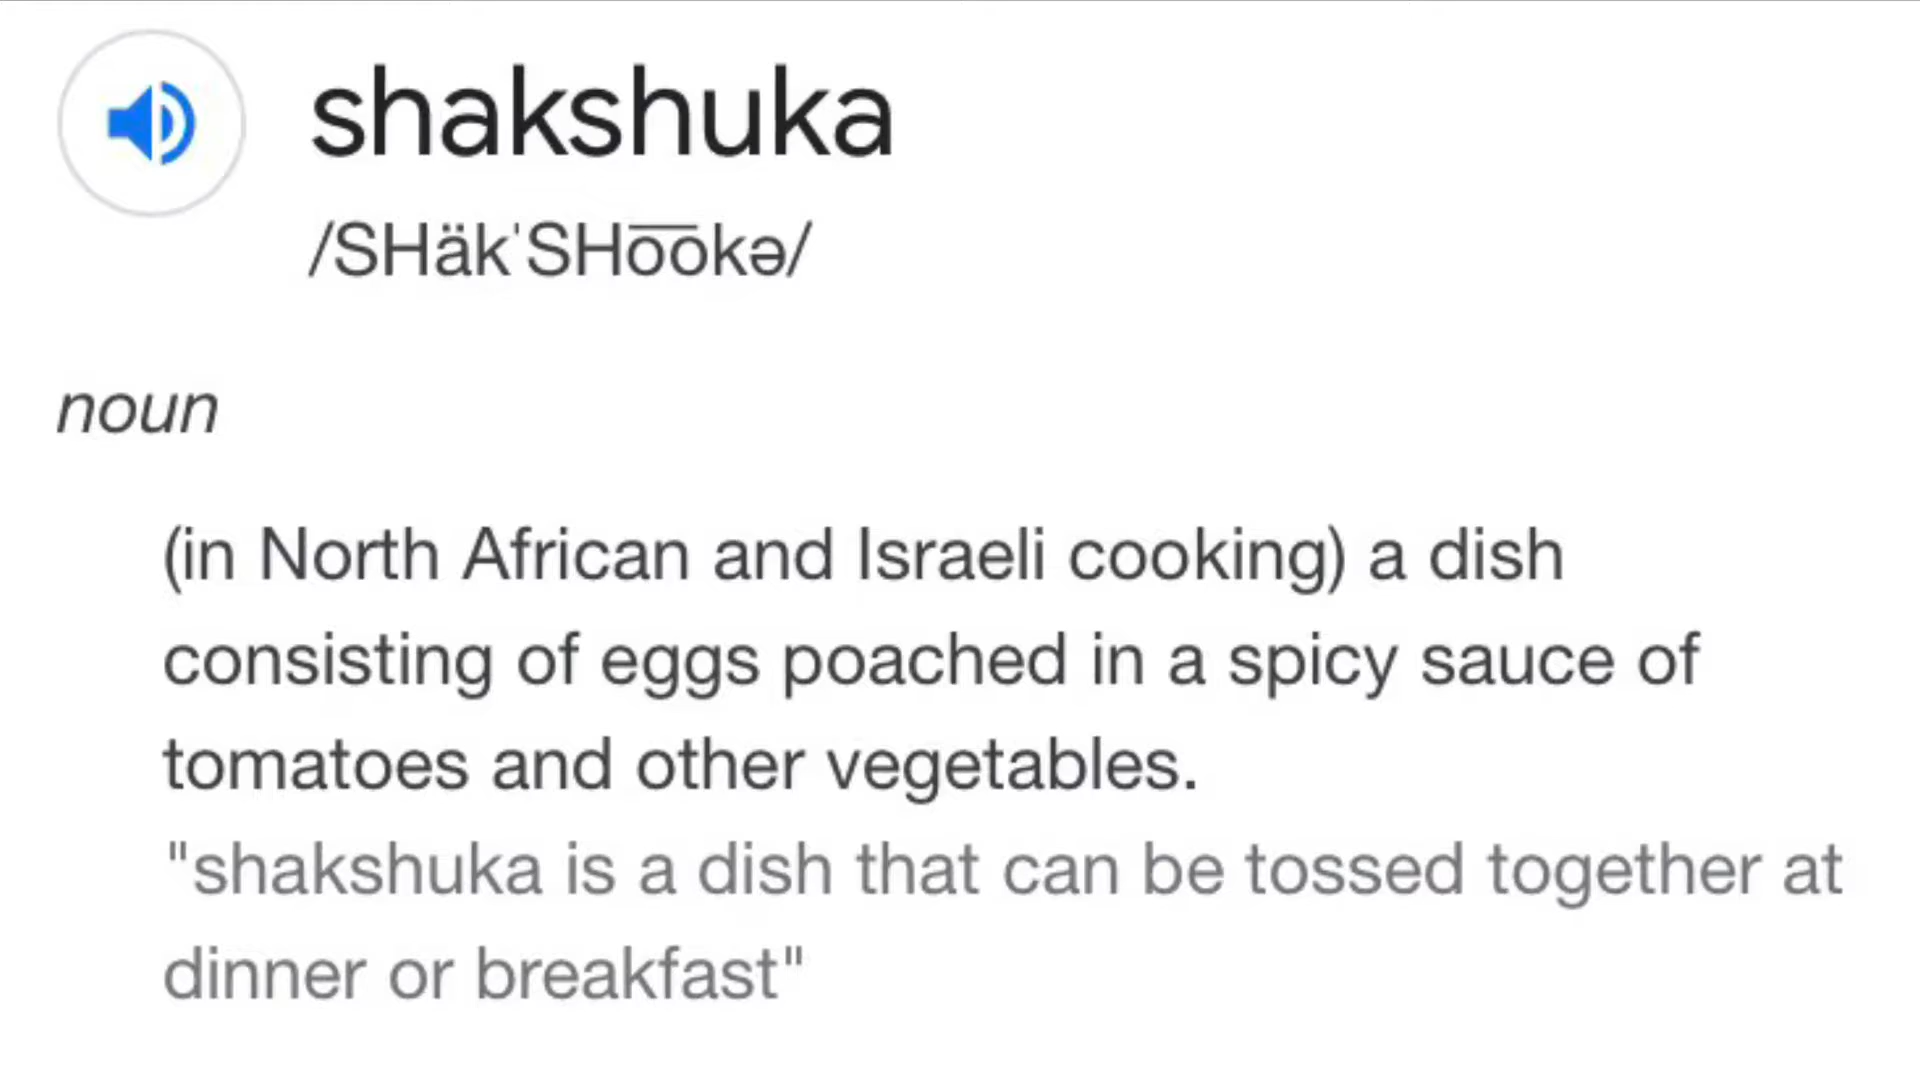 shakshuka
/SHäkˈSHo͞okə/
noun
(in North African and Israeli cooking) a dish
consisting of eggs poached in a spicy sauce of
tomatoes and other vegetables.
"shakshuka is a dish that can be tossed together at
dinner or breakfast"